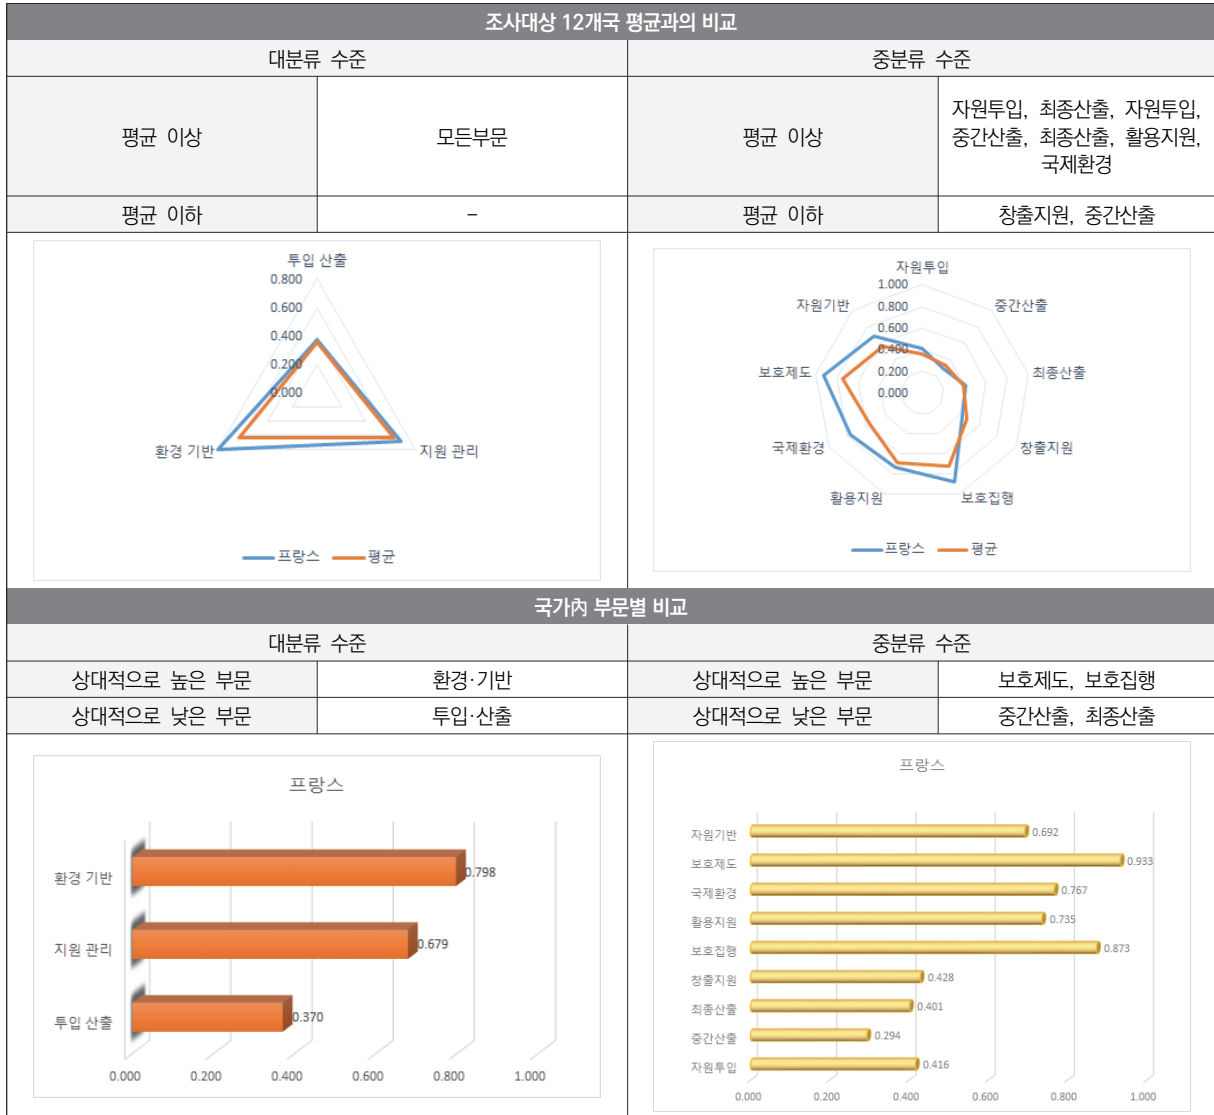 조사대상 12개국 평균과의 비교
대분류 수준
중분류 수준
평균 이상
모든부문
평균 이상
자원투입, 최종산출, 자원투입,
중간산출, 최종산출, 활용지원,
국제환경
평균 이하
-
평균 이하
창출지원, 중간산출
투입 산출
0.800
0.600
0.400
0.200
0.000
환경 기반
지원 관리
프랑스
평균
자원투입
1.000
0.800
0.600
0.400
0.200
0.000
자원기반
중간산출
보호제도
최종산출
국제환경
창출지원
활용지원
보호집행
프랑스
평균
국가內 부문별 비교
대분류 수준
중분류 수준
상대적으로 높은 부문
환경·기반
상대적으로 높은 부문
보호제도, 보호집행
상대적으로 낮은 부문
투입·산출
상대적으로 낮은 부문
중간산출, 최종산출
프랑스
환경 기반
0.798
지원 관리
0.679
투입 산출
0.370
0.000 0.200 0.400 0.600 0.800 1.000
프랑스
자원기반
0.692
보호제도
0.933
국제환경
0.767
활용지원
0.735
보호집행
0.873
창출지원
0.428
최종산출
0.401
중간산출
0.294
자원투입
0.416
0.000 0.200 0.400 0.600 0.800 1.000